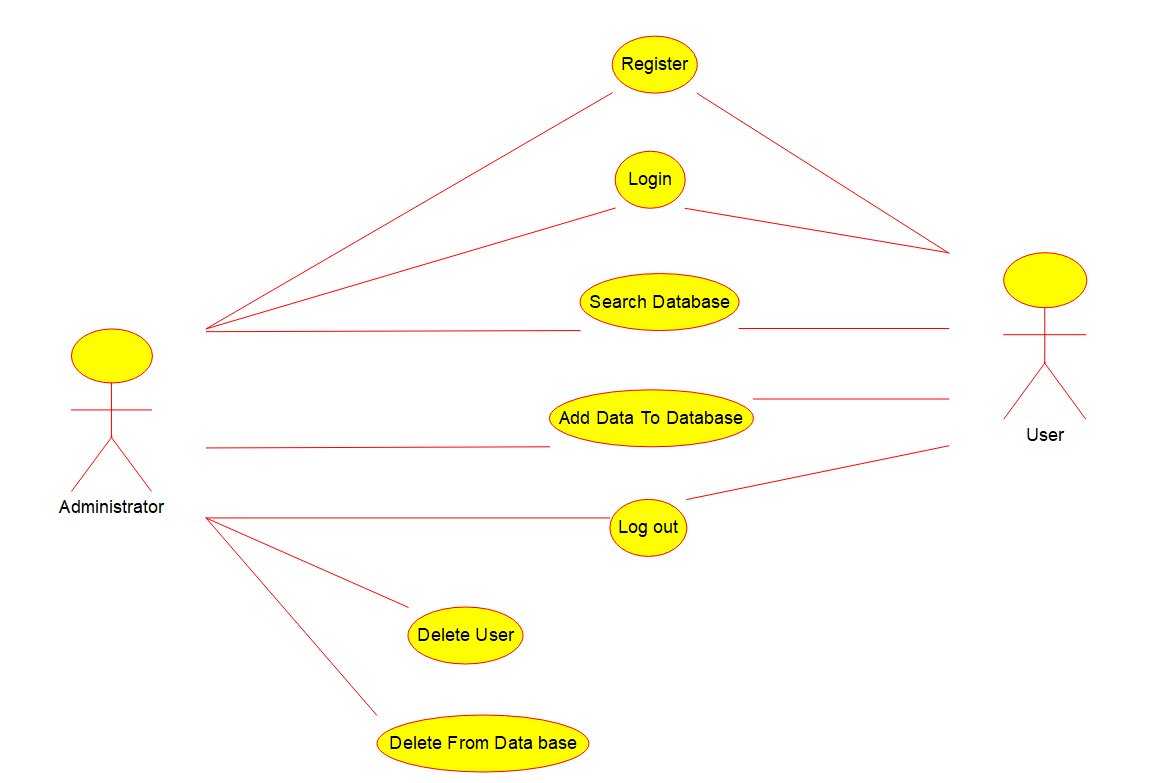 Register
Login
Search Database
Add Data To Database
User
Administrator
Log out
Delete User
Delete From Data base